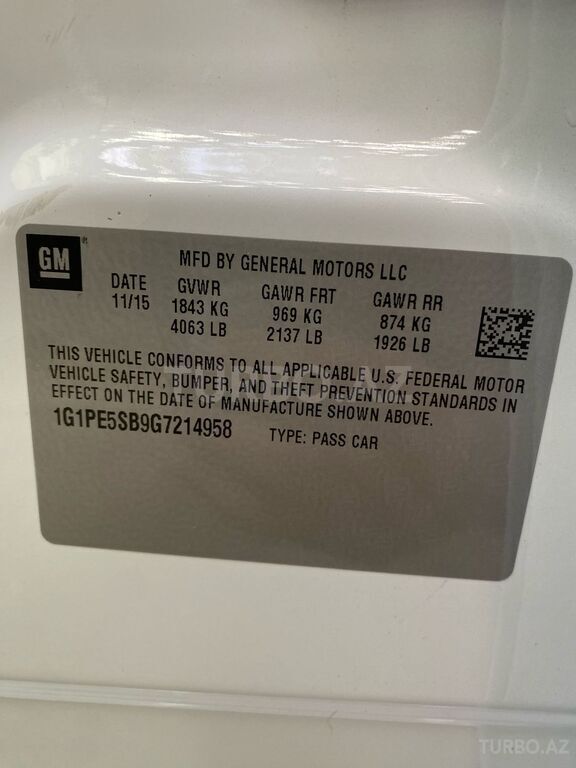 GM ®
MFD BY GENERAL MOTORS LLC
DATE GVWR GAWR FRT GAWR RR
11/15 1843 KG 969 KG 874 KG
4063 LB 2137 LB 1926 LB
THIS VEHICLE CONFORMS TO ALL APPLICABLE U.S. FEDERAL MOTOR
VEHICLE SAFETY, BUMPER, AND THEFT PREVENTION STANDARDS IN
EFFECT ON THE DATE OF MANUFACTURE SHOWN ABOVE.
1G1PE5SB9G7214958 TYPE: PASS CAR
TURBO.AZ
TURBO.AZ